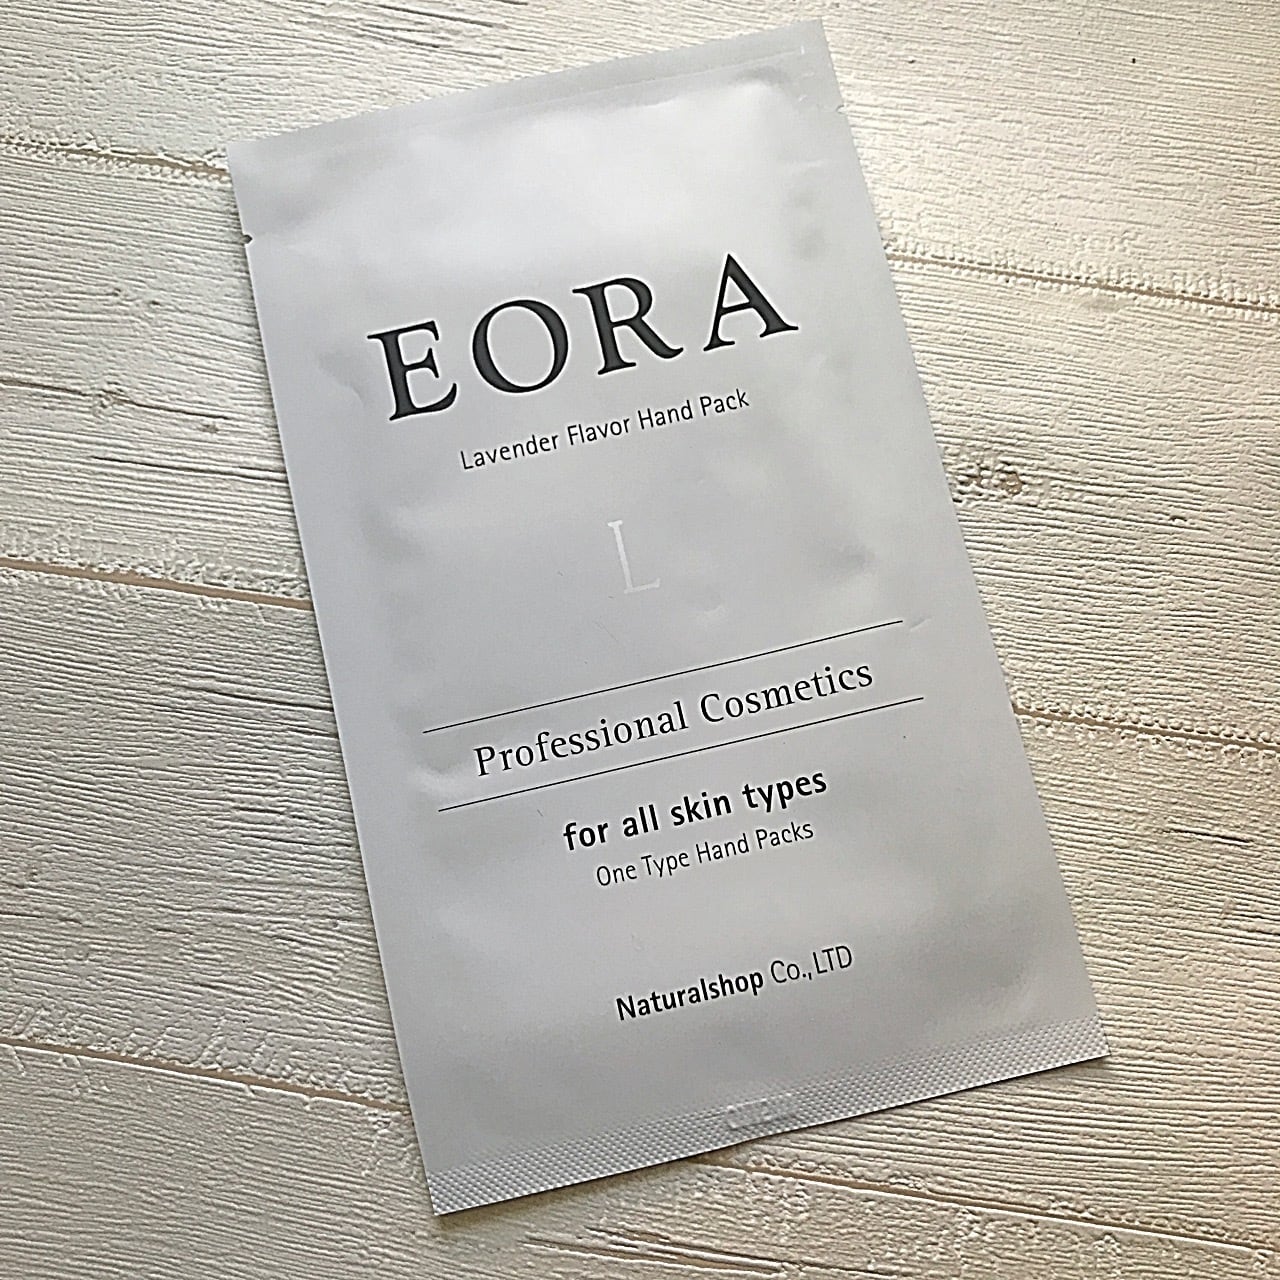 EORA
Lavender Flavor Hand Pack
L
Professional Cosmetics
for all skin types
One Type Hand Packs
Naturalshop Co.,LTD